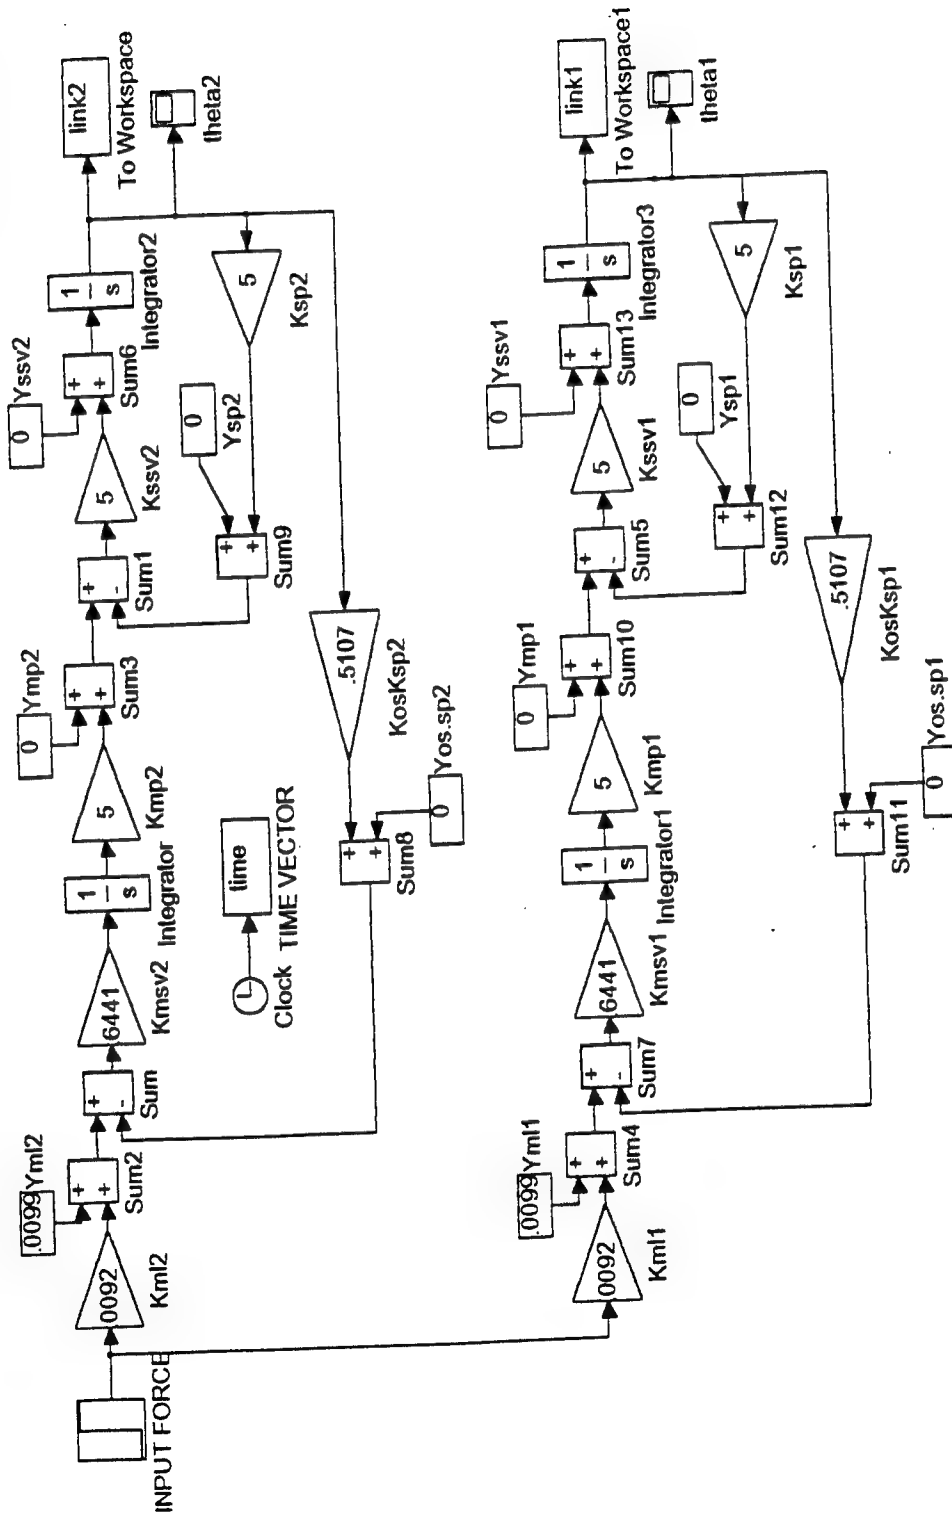 INPUT FORCE
.0092
Kml2
.0099
Yml2
+
+
Sum2
+
-
Sum
6441
Kmsv2
1
s
Integrator
5
Kmp2
0
Ymp2
+
+
Sum3
+
-
Sum1
5
Kssv2
0
Yssv2
+
+
Sum6
1
s
Integrator2
link2
To Workspace
theta2
5
Ksp2
0
Ysp2
+
+
Sum9
.5107
KosKsp2
+
+
Sum8
0
Yos.sp2
Clock
time
TIME VECTOR
.0092
Kml1
.0099
Yml1
+
+
Sum4
+
-
Sum7
6441
Kmsv1
1
s
Integrator1
5
Kmp1
0
Ymp1
+
+
Sum10
+
-
Sum5
5
Kssv1
0
Yssv1
+
+
Sum13
1
s
Integrator3
link1
To Workspace1
theta1
5
Ksp1
0
Ysp1
+
+
Sum12
.5107
KosKsp1
+
+
Sum11
0
Yos.sp1